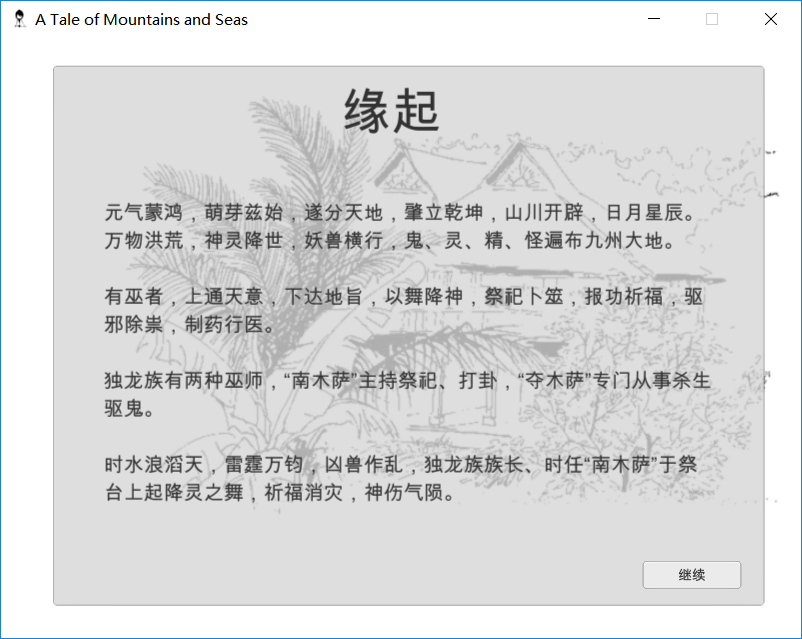 A Tale of Mountains and Seas
缘起
元气蒙鸿，萌芽兹始，遂分天地，肇立乾坤，山川开辟，日月星辰。
万物洪荒，神灵降世，妖兽横行，鬼、灵、精、怪遍布九州大地。
有巫者，上通天意，下达地旨，以舞降神，祭祀卜筮，报功祈福，驱
邪除祟，制药行医。
独龙族有两种巫师，“南木萨”主持祭祀、打卦，“夺木萨”专门从事杀生
驱鬼。
时水浪滔天，雷霆万钧，凶兽作乱，独龙族族长、时任“南木萨”于祭
台上起降灵之舞，祈福消灾，神伤气陨。
继续